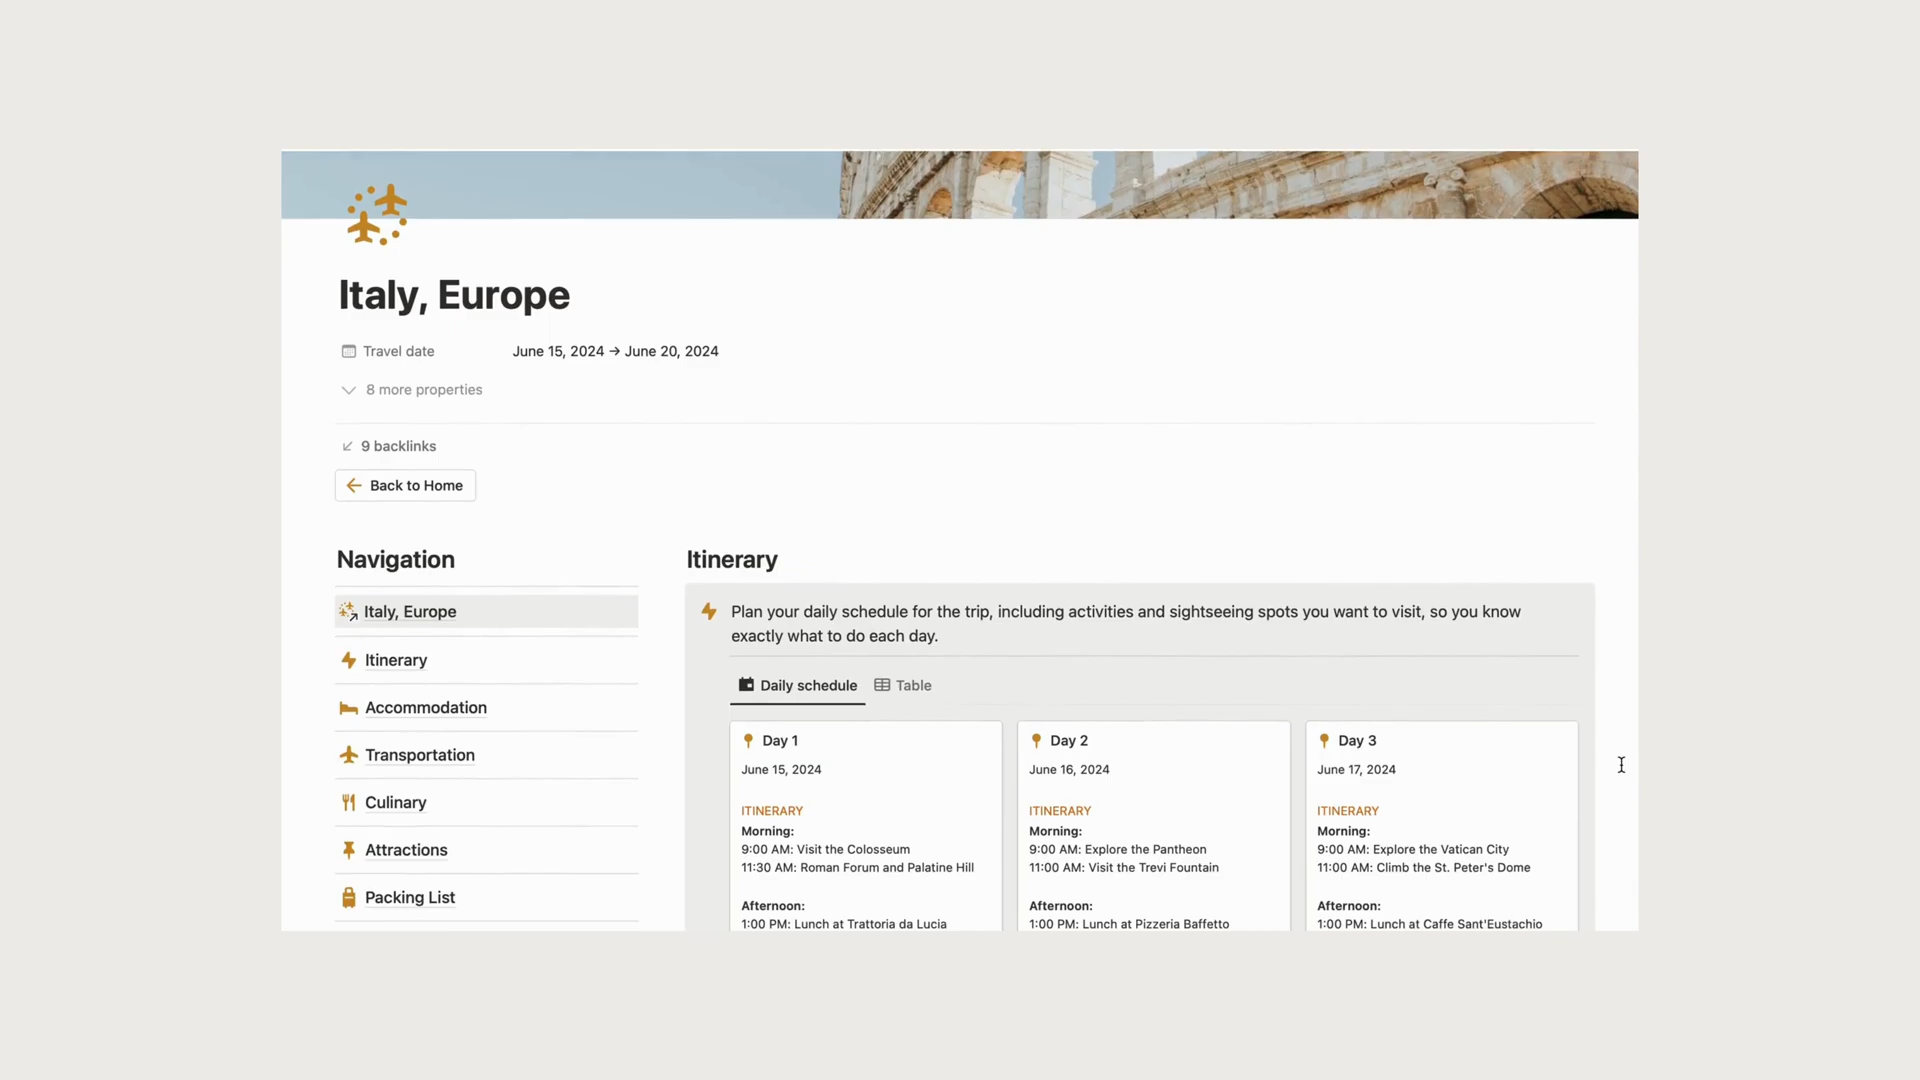 Italy, Europe
Travel date June 15, 2024 → June 20, 2024
8 more properties
9 backlinks
Back to Home
Navigation
Italy, Europe
Itinerary
Accommodation
Transportation
Culinary
Attractions
Packing List
Itinerary
Plan your daily schedule for the trip, including activities and sightseeing spots you want to visit, so you know
exactly what to do each day.
Daily schedule Table
Day 1
June 15, 2024
ITINERARY
Morning:
9:00 AM: Visit the Colosseum
11:30 AM: Roman Forum and Palatine Hill
Afternoon:
1:00 PM: Lunch at Trattoria da Lucia
Day 2
June 16, 2024
ITINERARY
Morning:
9:00 AM: Explore the Pantheon
11:00 AM: Visit the Trevi Fountain
Afternoon:
1:00 PM: Lunch at Pizzeria Baffetto
Day 3
June 17, 2024
ITINERARY
Morning:
9:00 AM: Explore the Vatican City
11:00 AM: Climb the St. Peter's Dome
Afternoon:
1:00 PM: Lunch at Caffe Sant'Eustachio